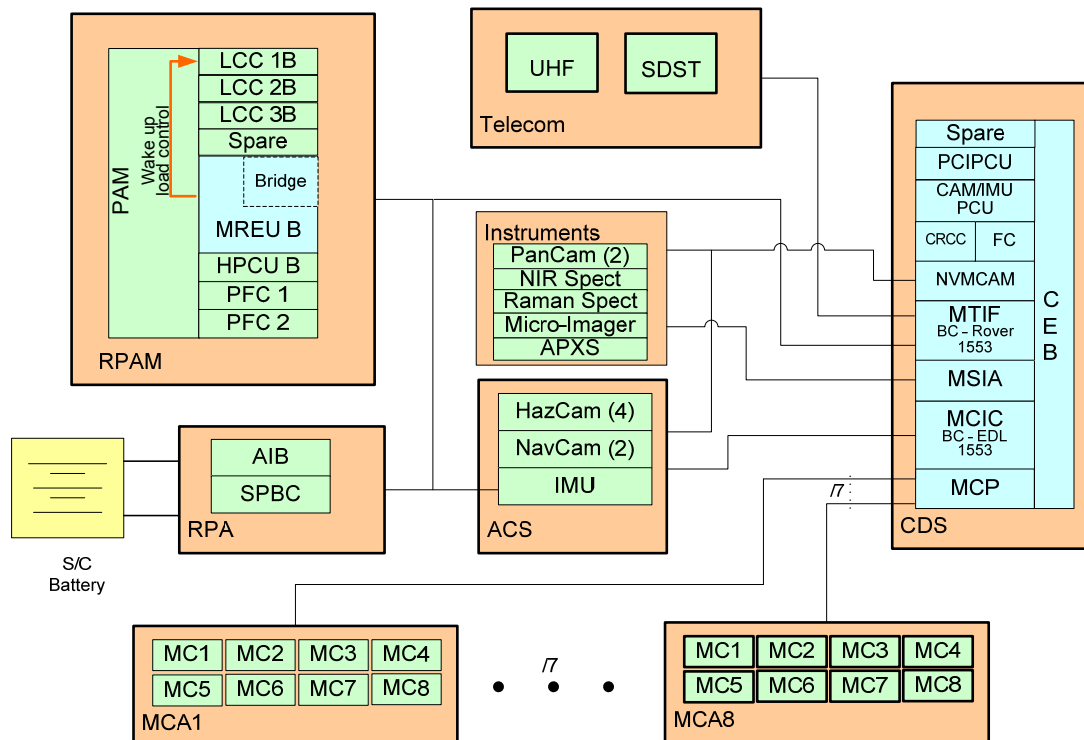 PAM
Wake up
load control
LCC 1B
LCC 2B
LCC 3B
Spare
Bridge
MREU B
HPCU B
PFC 1
PFC 2
RPAM
UHF
SDST
Telecom
Instruments
PanCam (2)
NIR Spect
Raman Spect
Micro-Imager
APXS
Spare
PCIPCU
CAM/IMU
PCU
CRCC
FC
NVMCAM
MTIF
BC – Rover
1553
MSIA
MCIC
BC – EDL
1553
MCP
C
E
B
CDS
HazCam (4)
NavCam (2)
IMU
ACS
AIB
SPBC
RPA
S/C
Battery
/7
MC1 MC2 MC3 MC4
MC5 MC6 MC7 MC8
MCA1
/7
MC1 MC2 MC3 MC4
MC5 MC6 MC7 MC8
MCA8